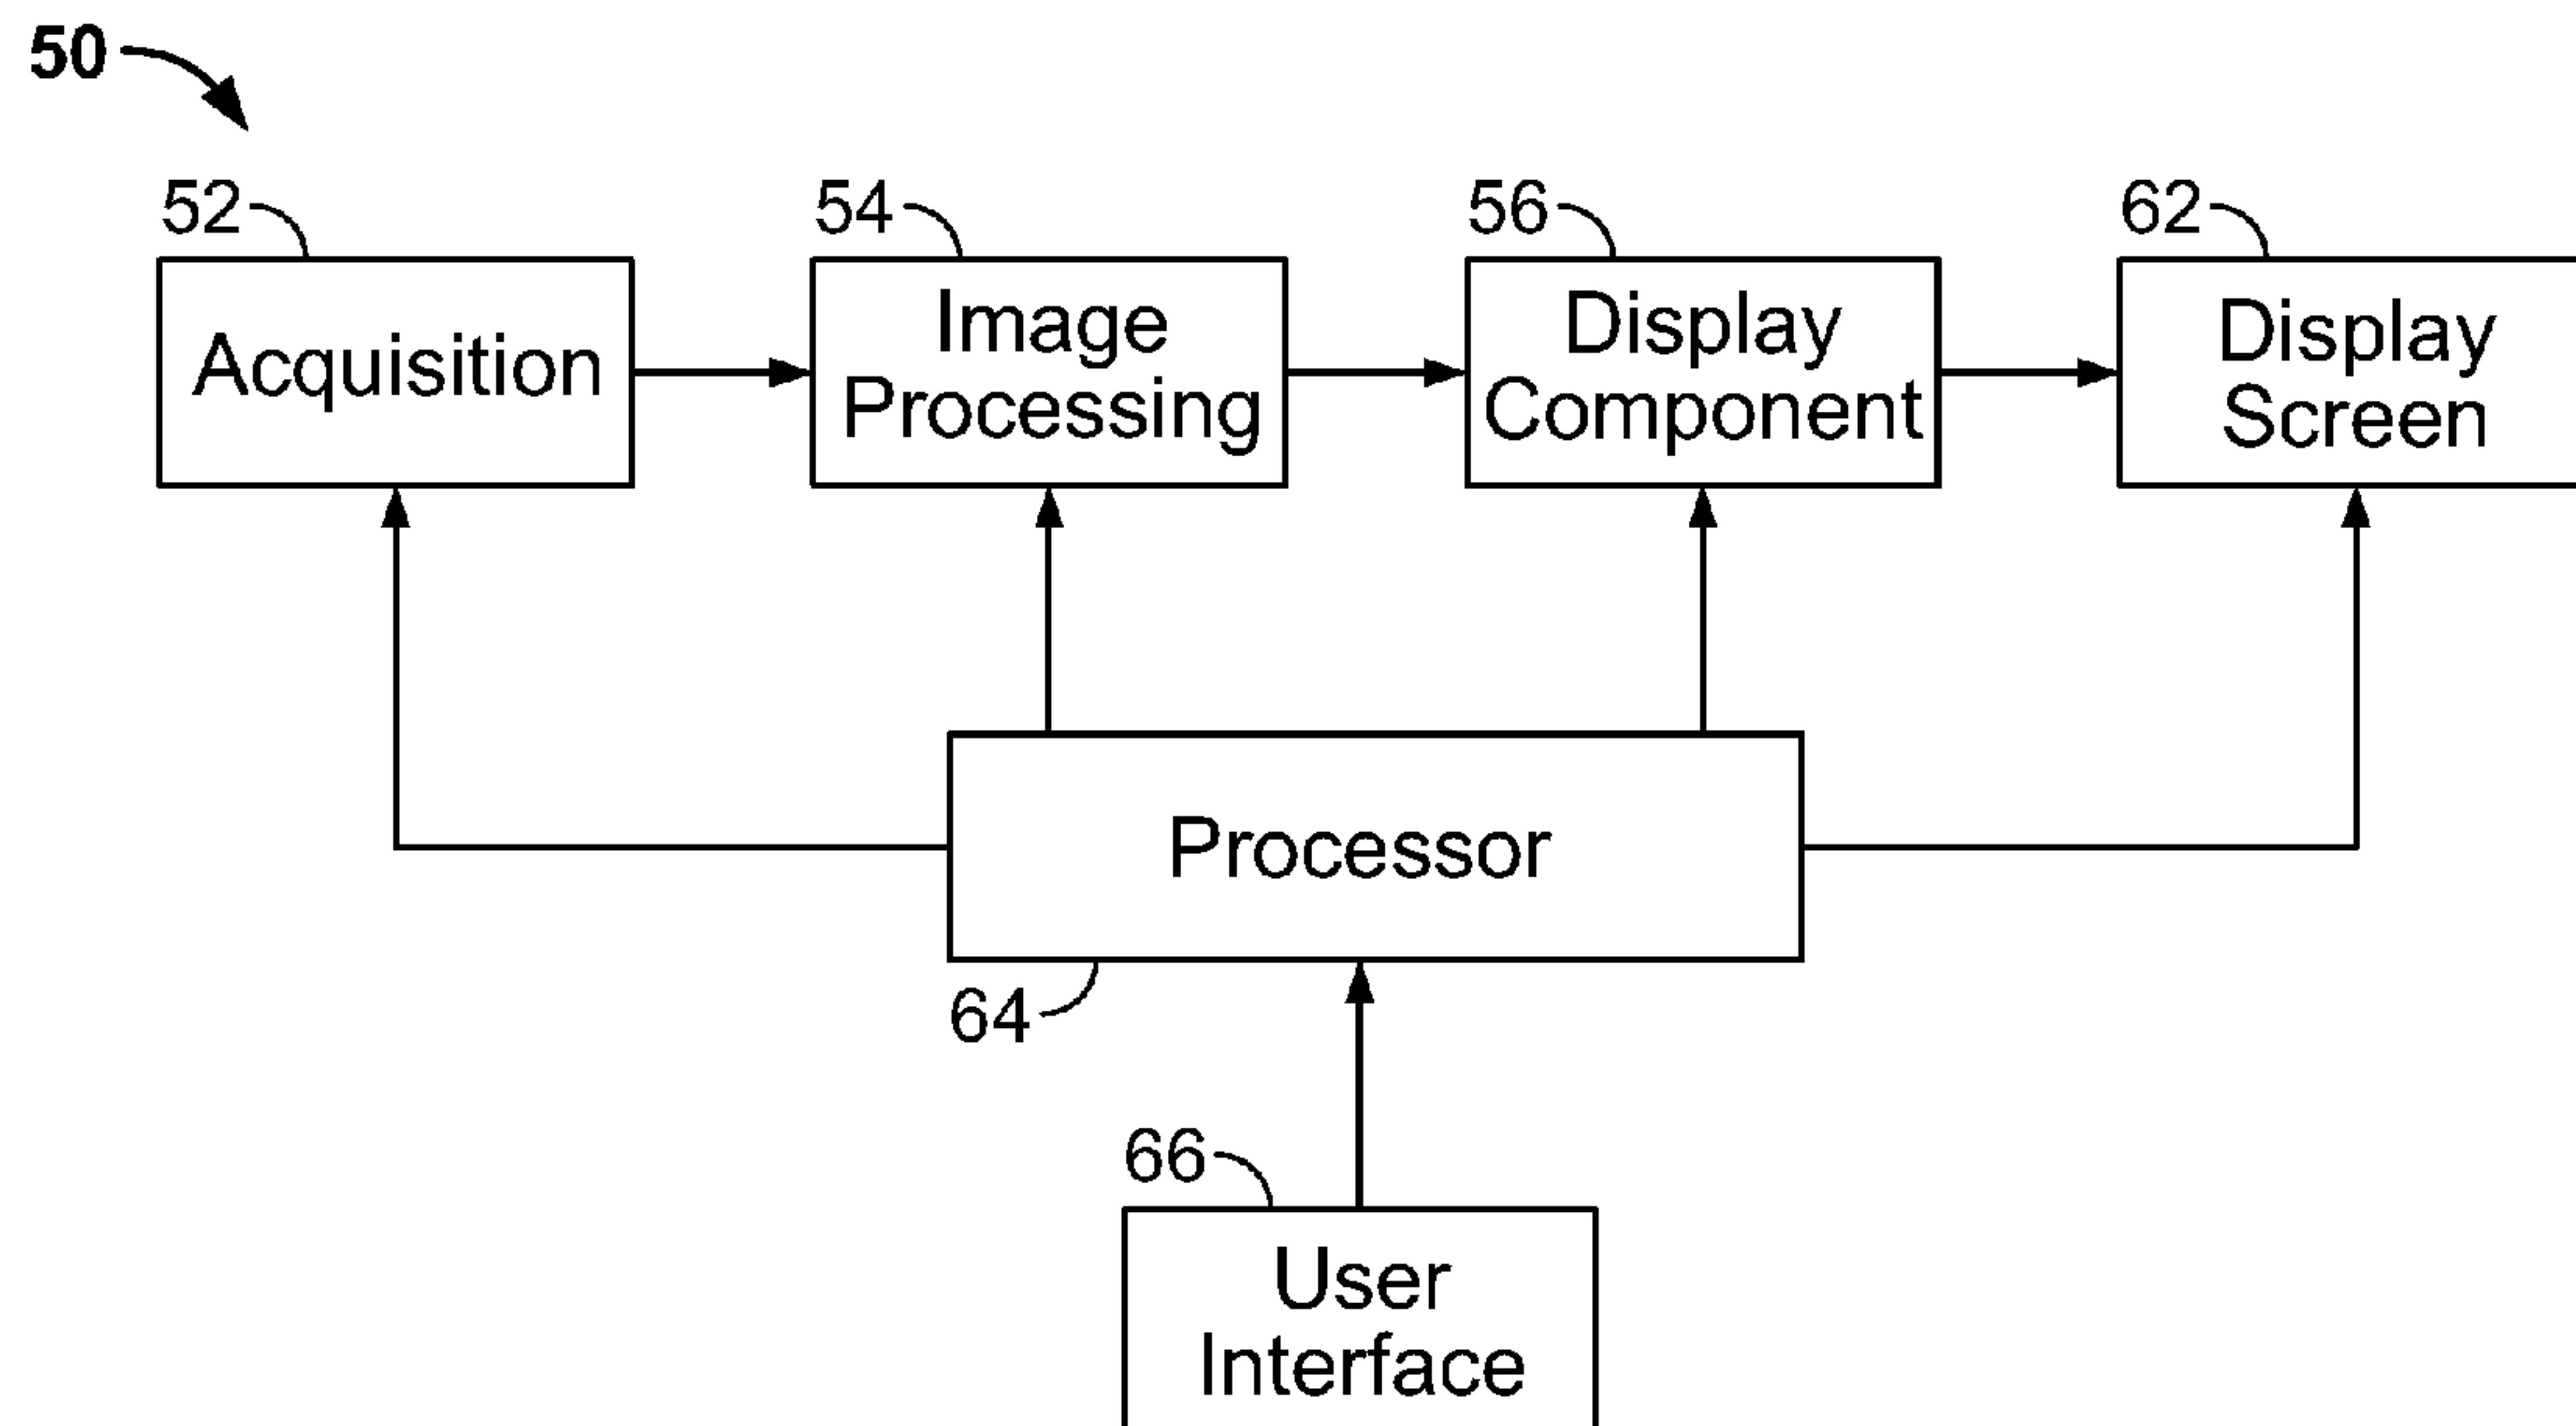 50
52
54
56
62
Acquisition
Image
Processing
Display
Component
Display
Screen
Processor
64
66
User
Interface